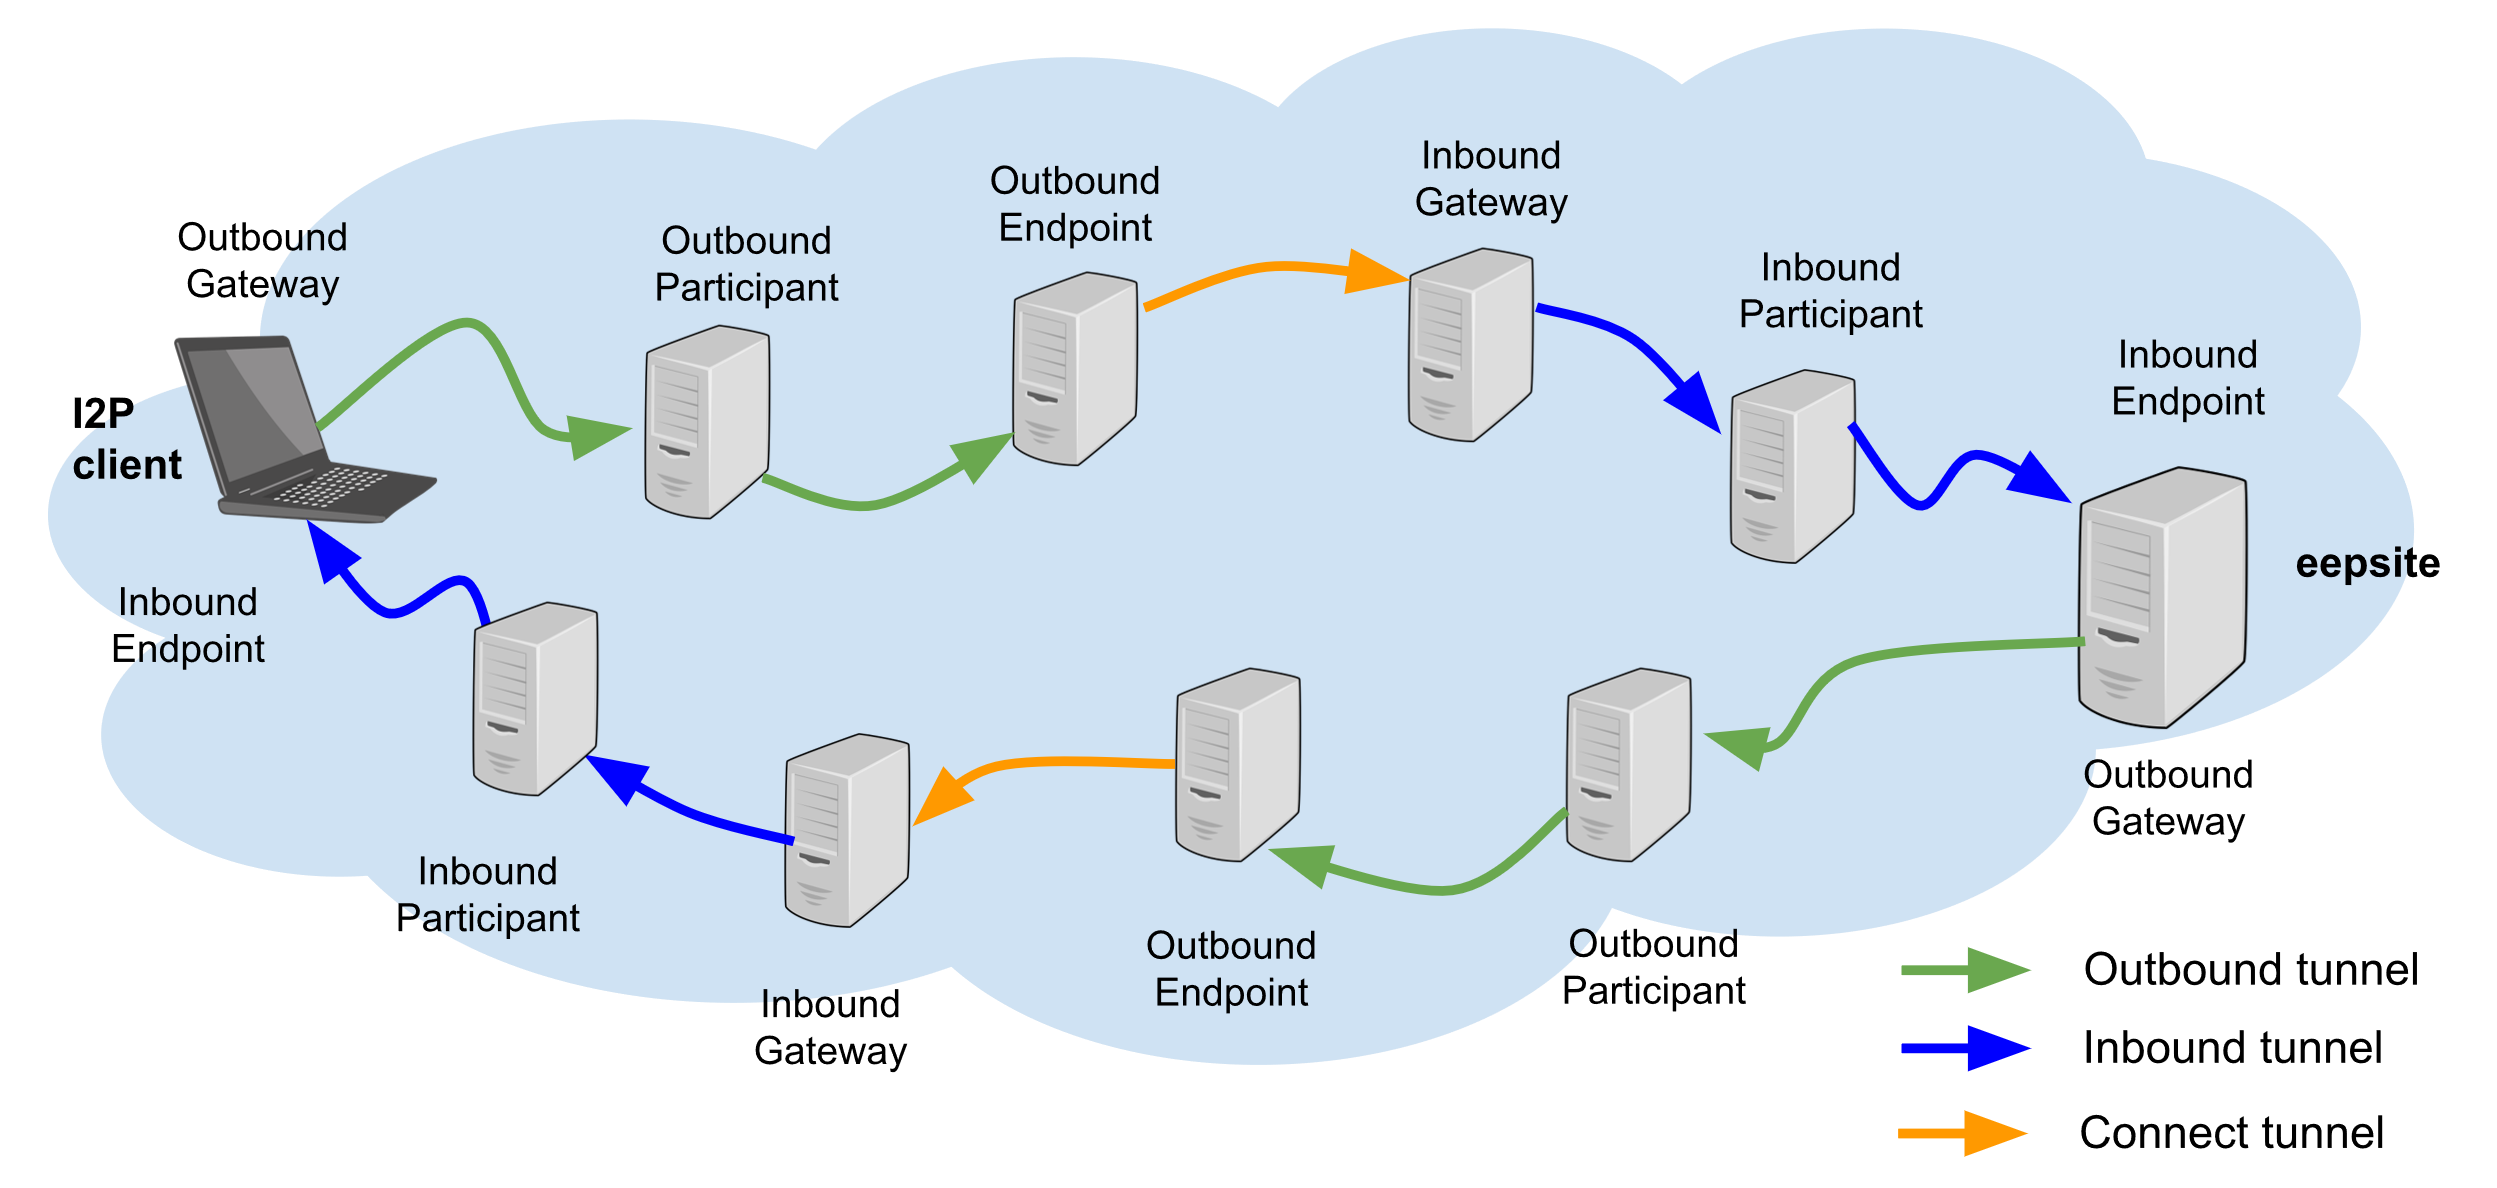 Outbound
Gateway
Outbound
Participant
Outbound
Endpoint
Inbound
Gateway
Inbound
Participant
Inbound
Endpoint
I2P
client
eepsite
Inbound
Endpoint
Inbound
Participant
Inbound
Gateway
Outbound
Endpoint
Outbound
Participant
Outbound
Gateway
Outbound tunnel
Inbound tunnel
Connect tunnel